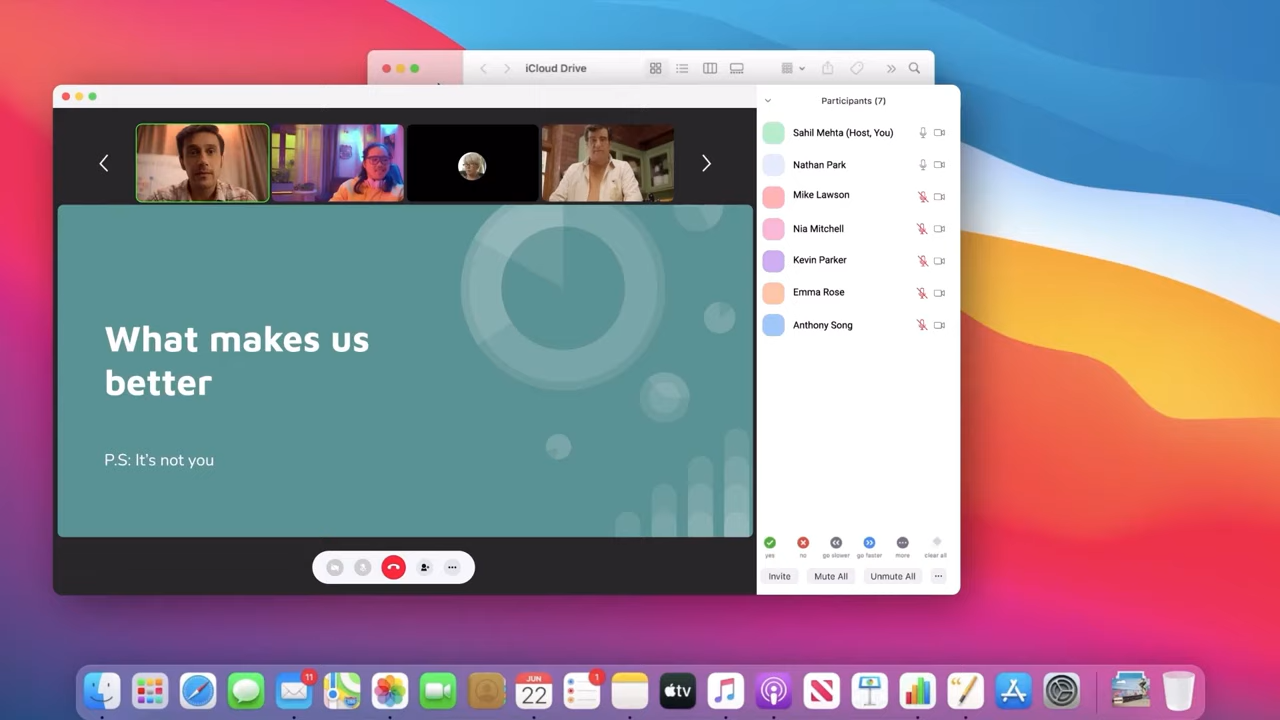 iCloud Drive
Participants (7)
Sahil Mehta (Host, You)
Nathan Park
Mike Lawson
Nia Mitchell
Kevin Parker
Emma Rose
Anthony Song
What makes us
better
P.S: It's not you
yes no go slower go faster more clear all
Invite Mute All Unmute All
11
JUN
22
1
tv